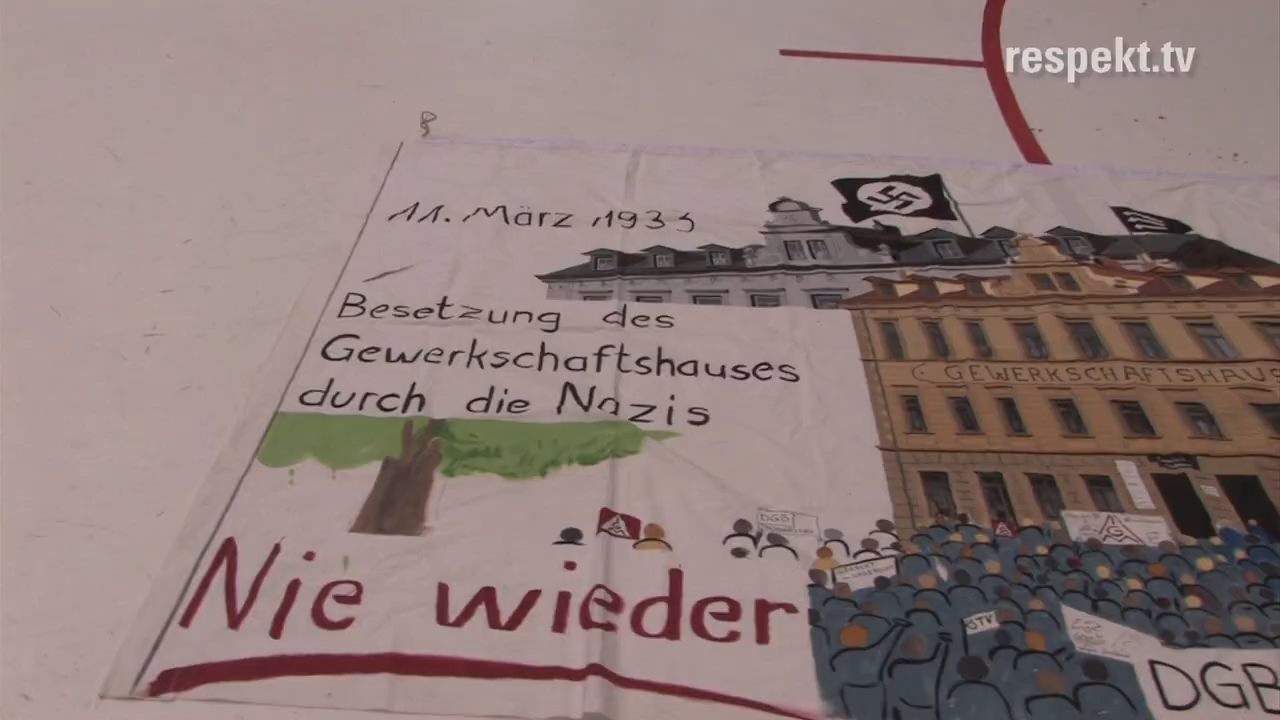 respekt.tv
11. März 1933
Besetzung des
Gewerkschaftshauses
durch die Nazis
GEWERKSCHAFTSHAUS
DGB
ÖTV
Nie wieder
DGB